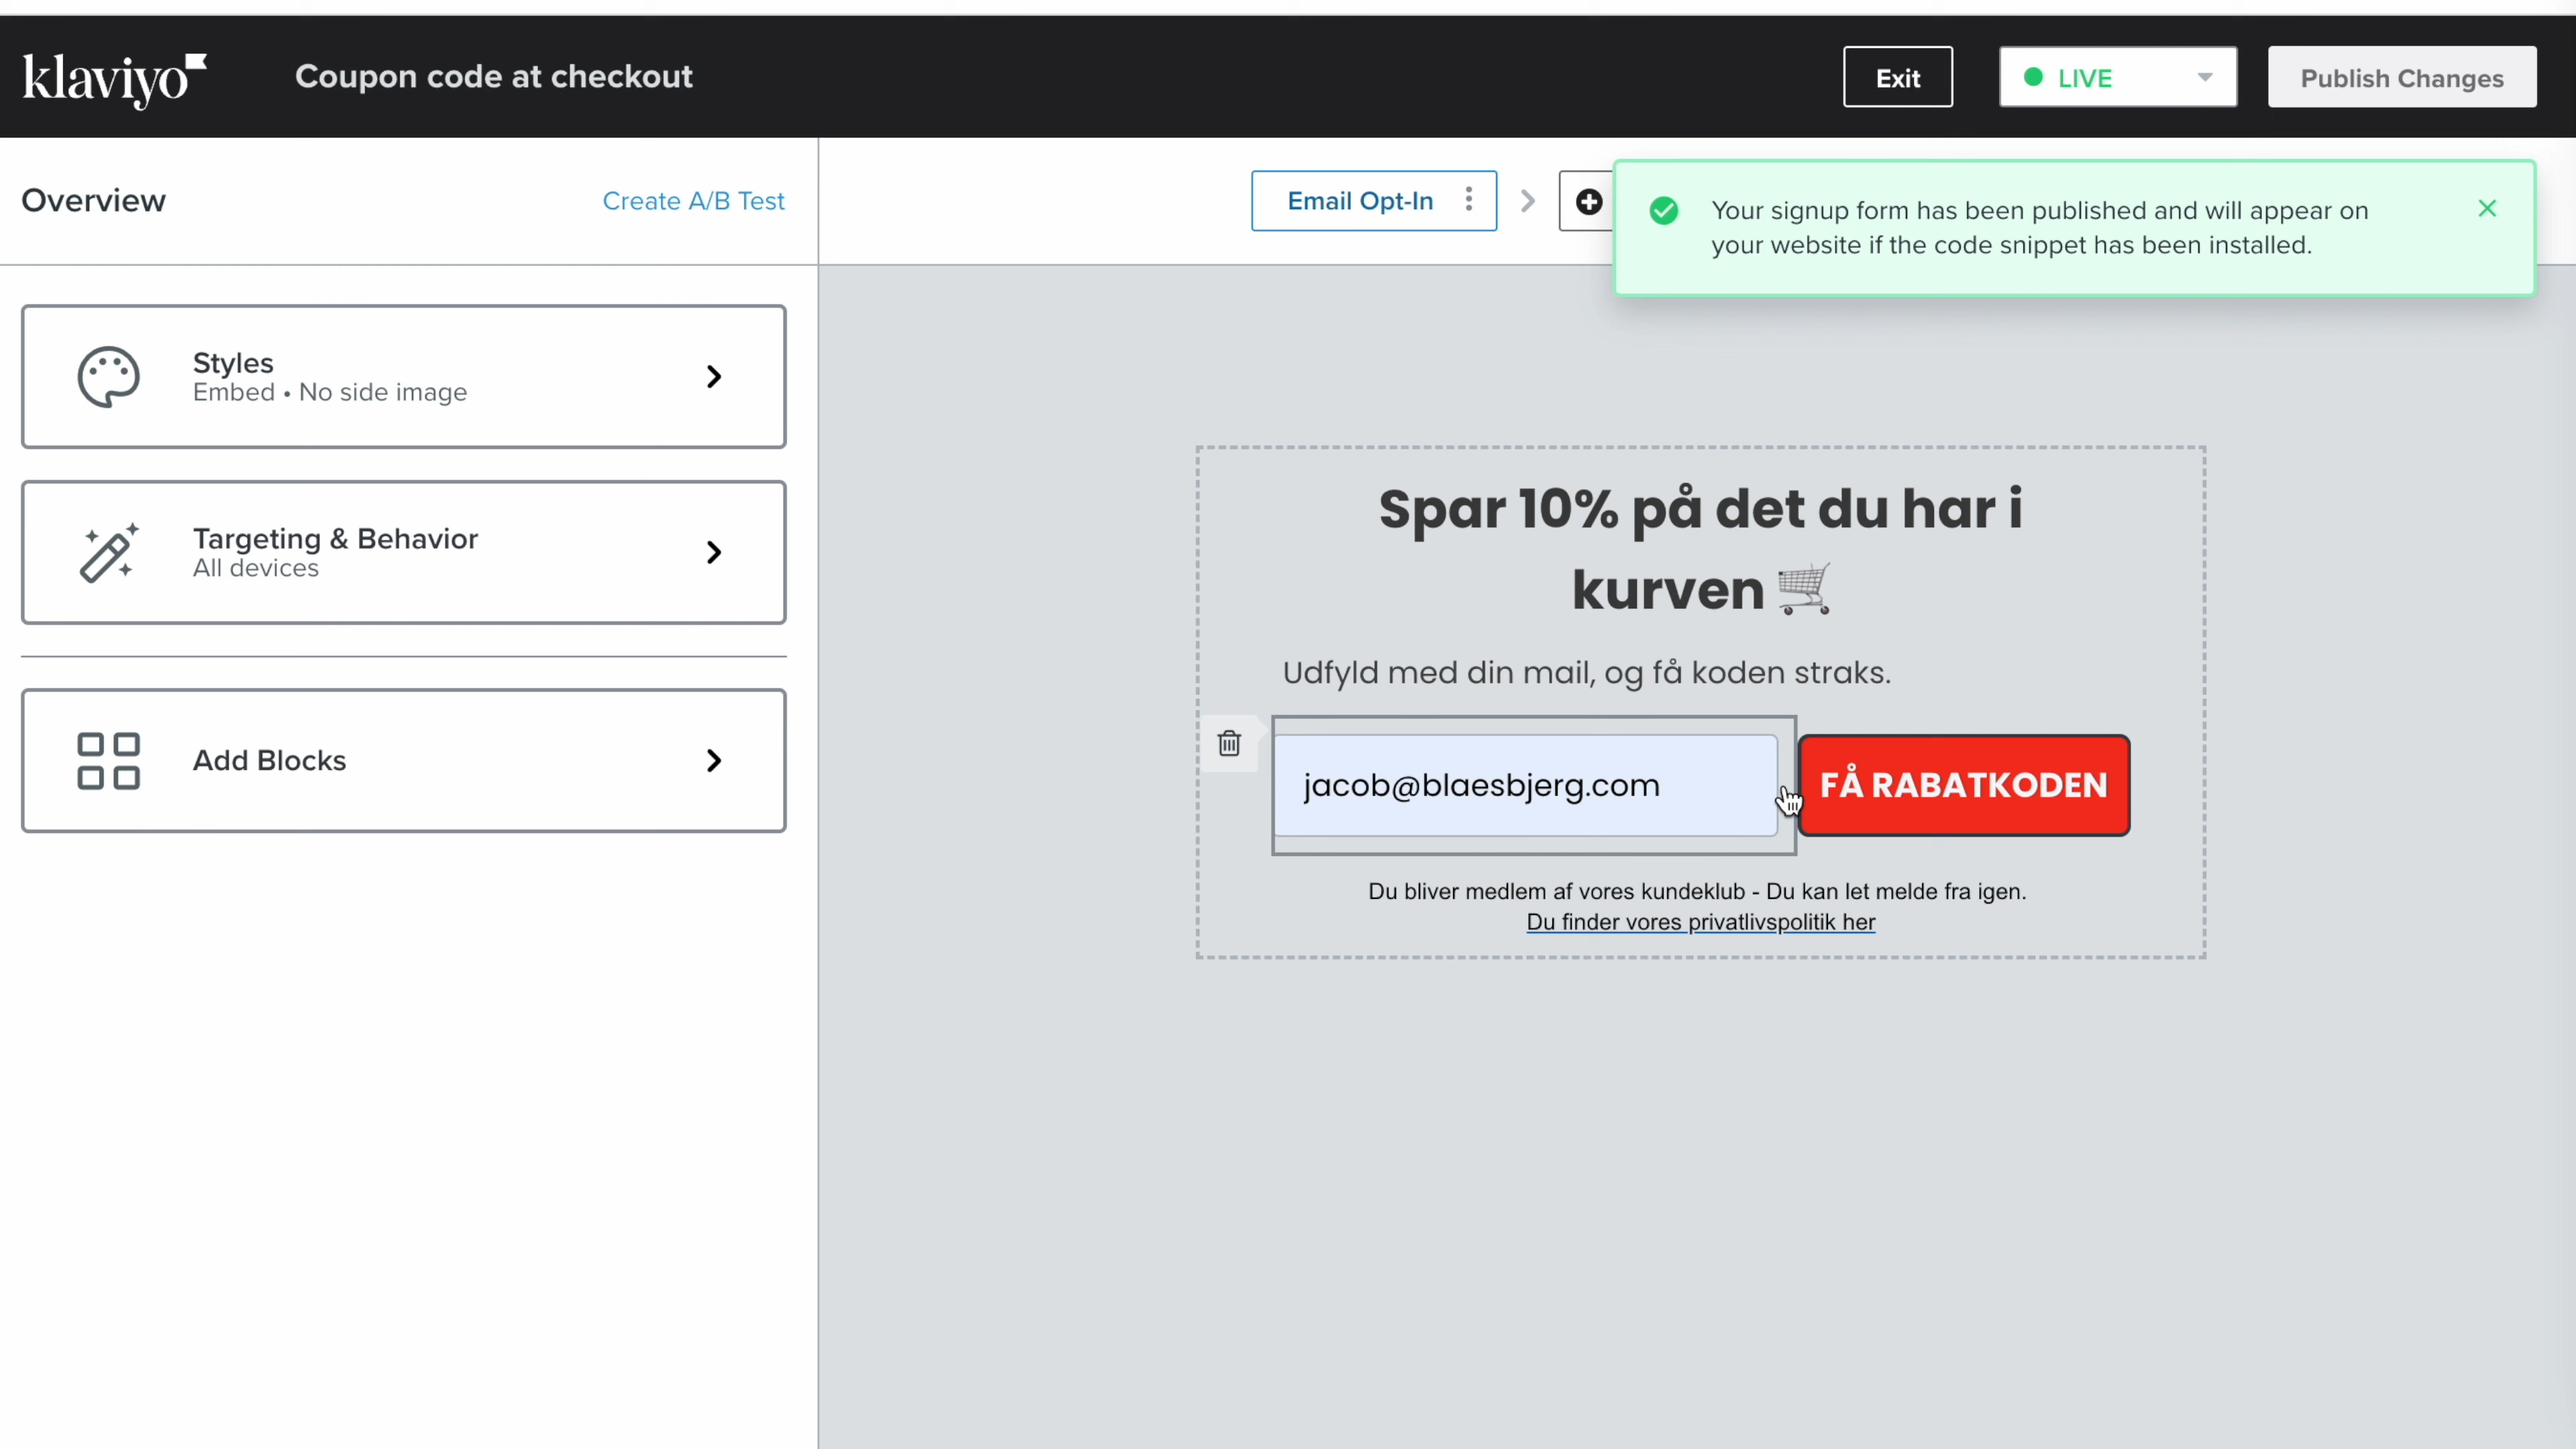 klaviyo
Coupon code at checkout
Exit
LIVE
Publish Changes
Overview
Create A/B Test
Email Opt-In
Your signup form has been published and will appear on
your website if the code snippet has been installed.
Styles
Embed • No side image
Targeting & Behavior
All devices
Add Blocks
Spar 10% på det du har i
kurven 🛒
Udfyld med din mail, og få koden straks.
jacob@blaesbjerg.com
FÅ RABATKODEN
Du bliver medlem af vores kundeklub - Du kan let melde fra igen.
Du finder vores privatlivspolitik her